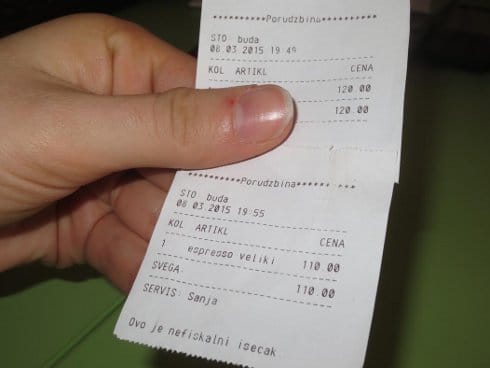 **********Porudzbina**********
STO buda
08.03.2015 19:49
KOL ARTIKL CENA
120.00
120.00
**********Porudzbina**********
STO buda
08.03.2015 19:55
KOL ARTIKL CENA
1 espresso veliki 110.00
SVEGA: 110.00
SERVIS: Sanja
Ovo je nefiskalni isecak